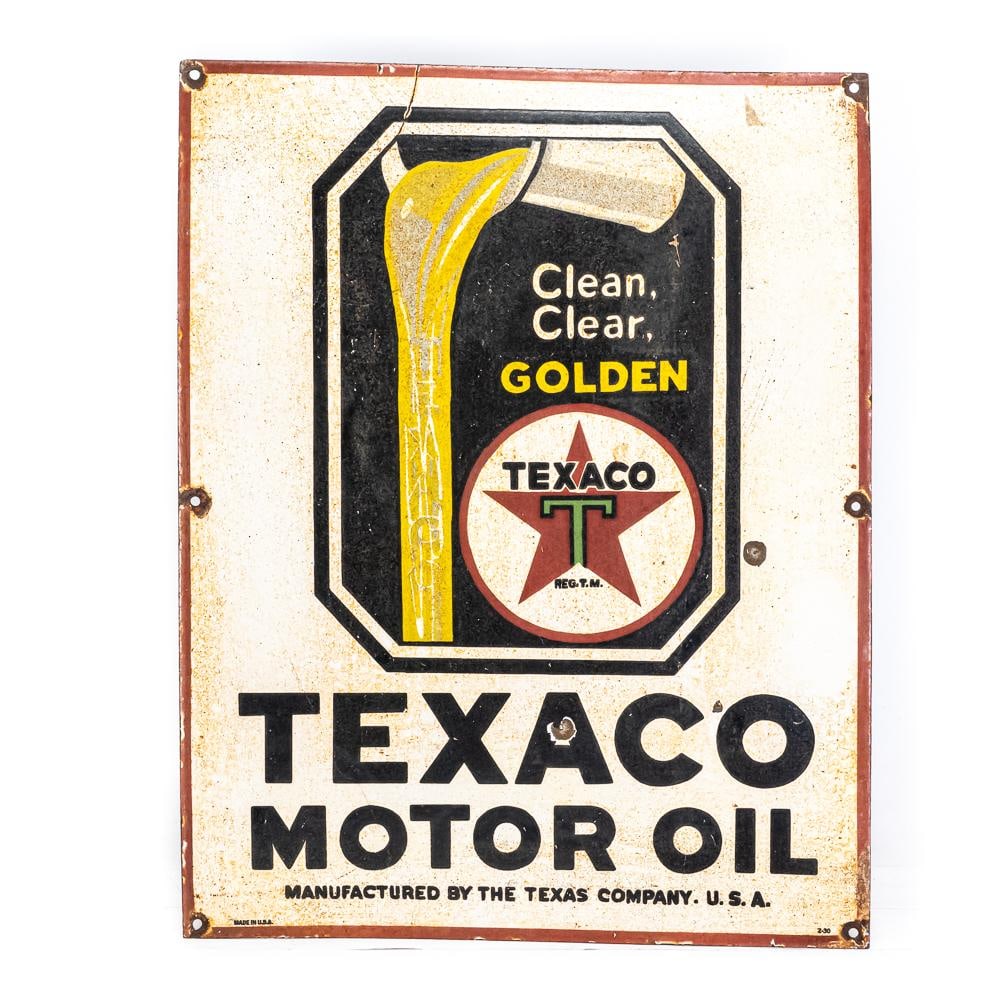 Clean,
Clear,
GOLDEN
TEXACO
T
REG. T. M.
TEXACO
MOTOR OIL
MANUFACTURED BY THE TEXAS COMPANY. U. S. A.
MADE IN U.S.A.
2-30